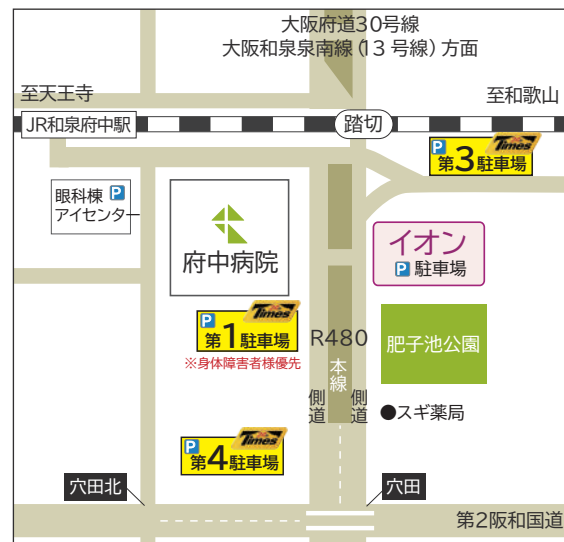 大阪府道30号線
大阪和泉泉南線(13号線)方面
至天王寺
至和歌山
JR和泉府中駅
踏切
P Times
第3駐車場
眼科棟 P
アイセンター
府中病院
イオン
P 駐車場
P Times
第1駐車場
※身体障害者様優先
R480
本線
側道
側道
肥子池公園
●スギ薬局
P Times
第4駐車場
穴田北
穴田
第2阪和国道